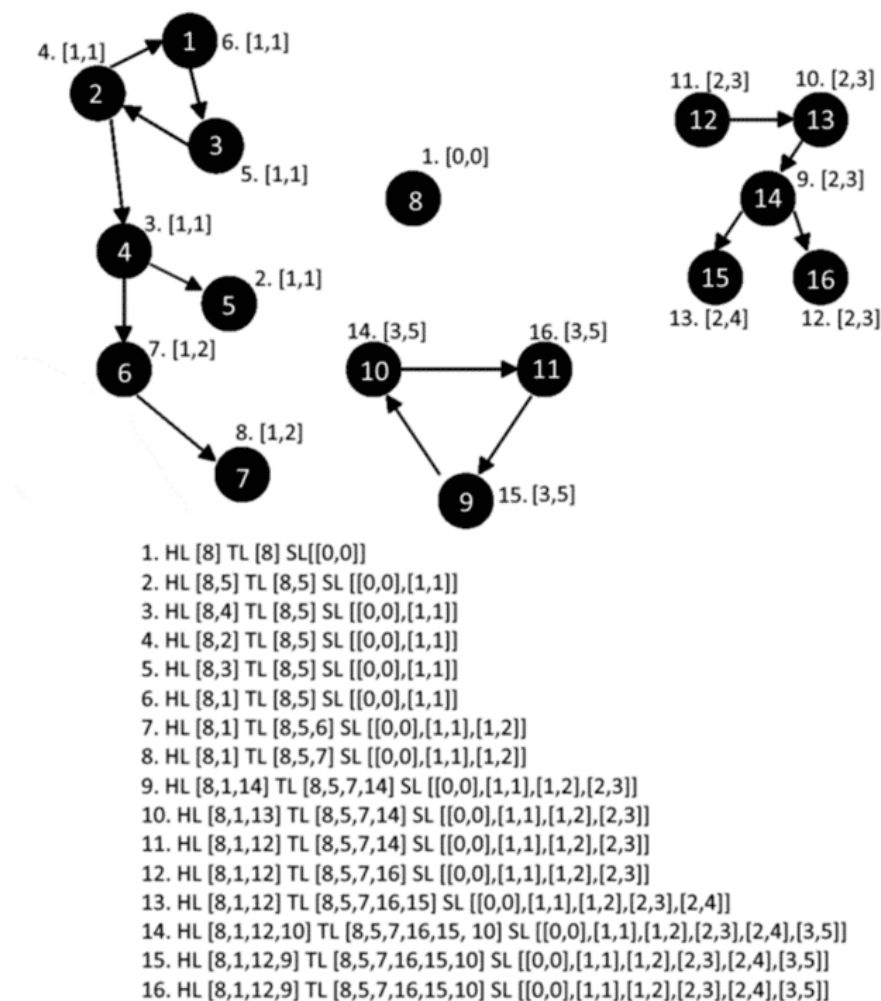 1
6. [1,1]
4. [1,1]
2
3
5. [1,1]
3. [1,1]
4
2. [1,1]
5
7. [1,2]
6
8. [1,2]
7
1. [0,0]
8
11. [2,3]
10. [2,3]
12
13
9. [2,3]
14
15
16
13. [2,4]
12. [2,3]
14. [3,5]
16. [3,5]
10
11
9
15. [3,5]
1. HL [8] TL [8] SL[[0,0]]
2. HL [8,5] TL [8,5] SL [[0,0],[1,1]]
3. HL [8,4] TL [8,5] SL [[0,0],[1,1]]
4. HL [8,2] TL [8,5] SL [[0,0],[1,1]]
5. HL [8,3] TL [8,5] SL [[0,0],[1,1]]
6. HL [8,1] TL [8,5] SL [[0,0],[1,1]]
7. HL [8,1] TL [8,5,6] SL [[0,0],[1,1],[1,2]]
8. HL [8,1] TL [8,5,7] SL [[0,0],[1,1],[1,2]]
9. HL [8,1,14] TL [8,5,7,14] SL [[0,0],[1,1],[1,2],[2,3]]
10. HL [8,1,13] TL [8,5,7,14] SL [[0,0],[1,1],[1,2],[2,3]]
11. HL [8,1,12] TL [8,5,7,14] SL [[0,0],[1,1],[1,2],[2,3]]
12. HL [8,1,12] TL [8,5,7,16] SL [[0,0],[1,1],[1,2],[2,3]]
13. HL [8,1,12] TL [8,5,7,16,15] SL [[0,0],[1,1],[1,2],[2,3],[2,4]]
14. HL [8,1,12,10] TL [8,5,7,16,15, 10] SL [[0,0],[1,1],[1,2],[2,3],[2,4],[3,5]]
15. HL [8,1,12,9] TL [8,5,7,16,15,10] SL [[0,0],[1,1],[1,2],[2,3],[2,4],[3,5]]
16. HL [8,1,12,9] TL [8,5,7,16,15,10] SL [[0,0],[1,1],[1,2],[2,3],[2,4],[3,5]]